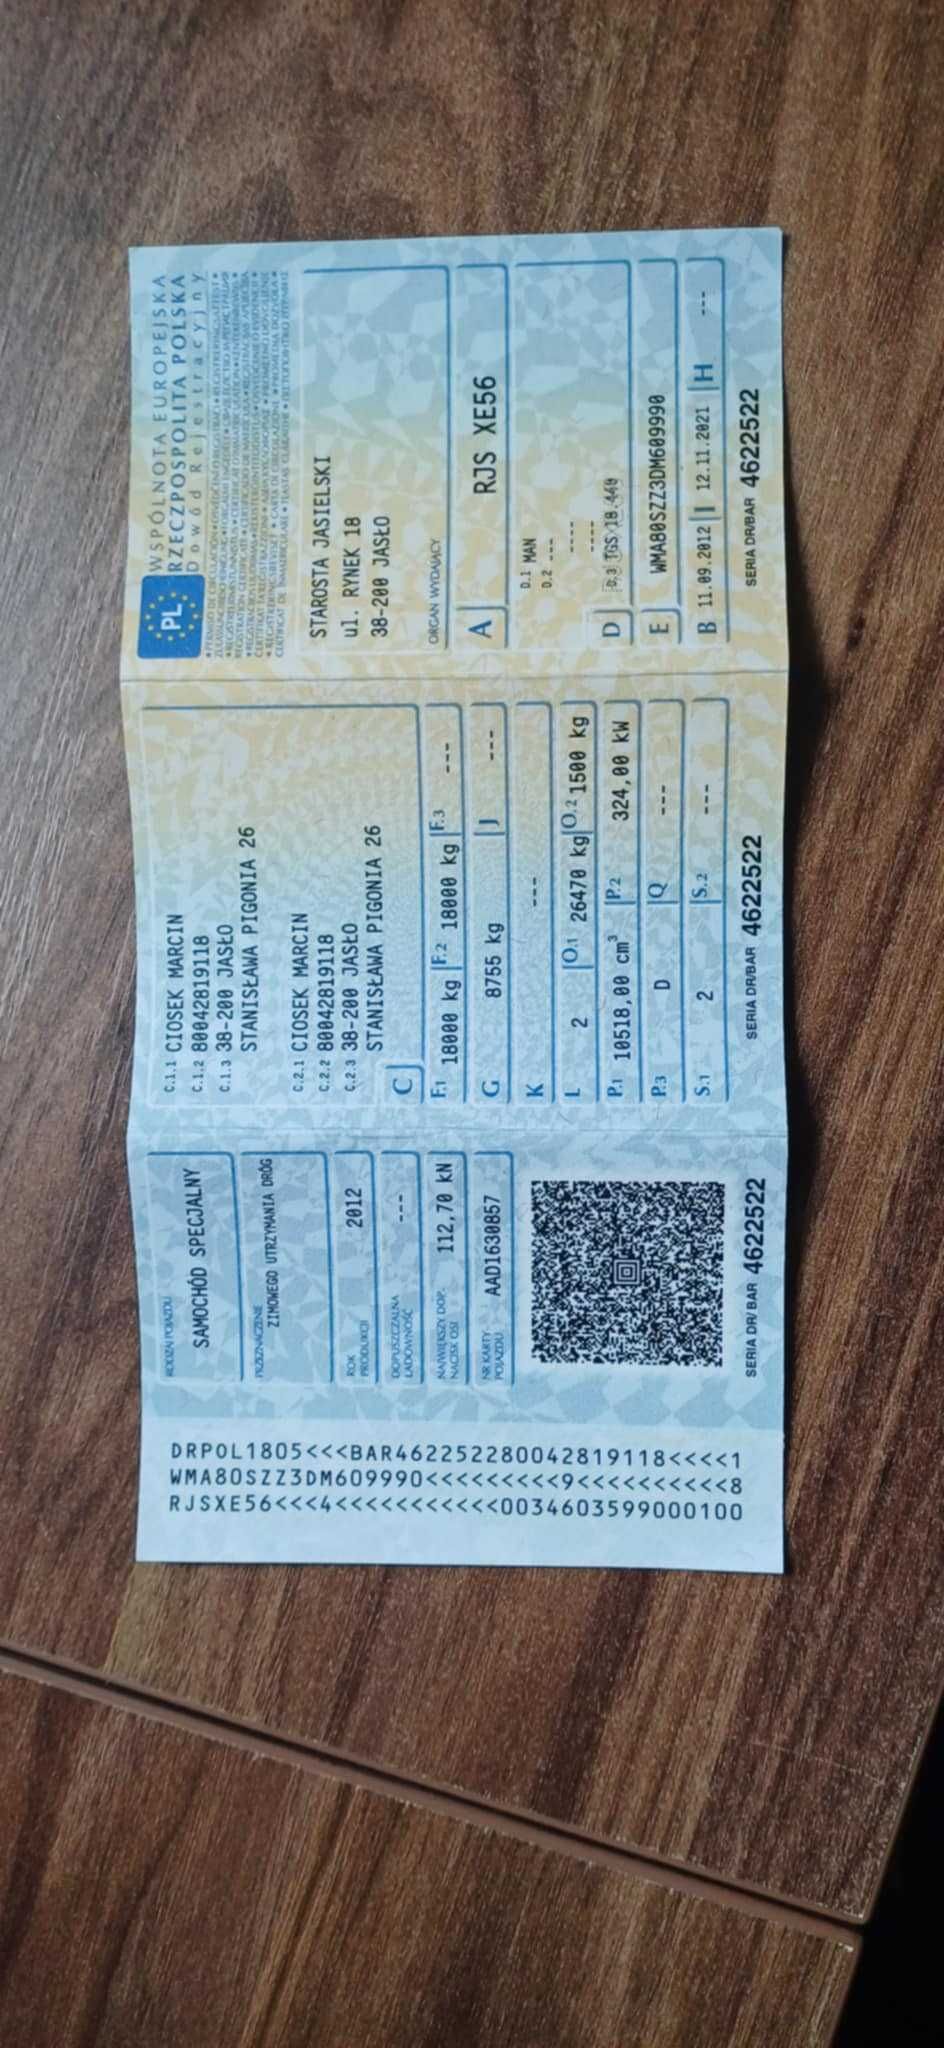 PL
WSPÓLNOTA EUROPEJSKA
RZECZPOSPOLITA POLSKA
Dowód Rejestracyjny
STAROSTA JASIELSKI
ul. RYNEK 18
38-200 JASŁO
ORGAN WYDAJĄCY
A RJS XE56
D.1 MAN
D.2 ---
----
----
D D.3 TGS 18.440
E WMA80SZZ3DM609990
B 11.09.2012 I 12.11.2021 H ---
SERIA DR/BAR 4622522
C.1.1 CIOSEK MARCIN
C.1.2 80042819118
C.1.3 38-200 JASŁO
STANISŁAWA PIGONIA 26
C.2.1 CIOSEK MARCIN
C.2.2 80042819118
C.2.3 38-200 JASŁO
STANISŁAWA PIGONIA 26
C
F.1 18000 kg F.2 18000 kg F.3 ---
G 8755 kg J ---
K ---
L 2 O.1 26470 kg O.2 1500 kg
P.1 10518,00 cm³ P.2 324,00 kW
P.3 D Q ---
S.1 2 S.2 ---
SERIA DR/BAR 4622522
RODZAJ POJAZDU
SAMOCHÓD SPECJALNY
PRZEZNACZENIE
ZIMOWEGO UTRZYMANIA DRÓG
ROK PRODUKCJI 2012
DOPUSZCZALNA ŁADOWNOŚĆ ---
NAJWIĘKSZY DOP. NACISK OSI 112,70 kN
NR KARTY POJAZDU AAD1630857
SERIA DR/ BAR 4622522
DRPOL1805<<<BAR462252280042819118<<<<1
WMA80SZZ3DM609990<<<<<<<<<9<<<<<<<<<<8
RJSXE56<<<4<<<<<<<<<<<0034603599000100